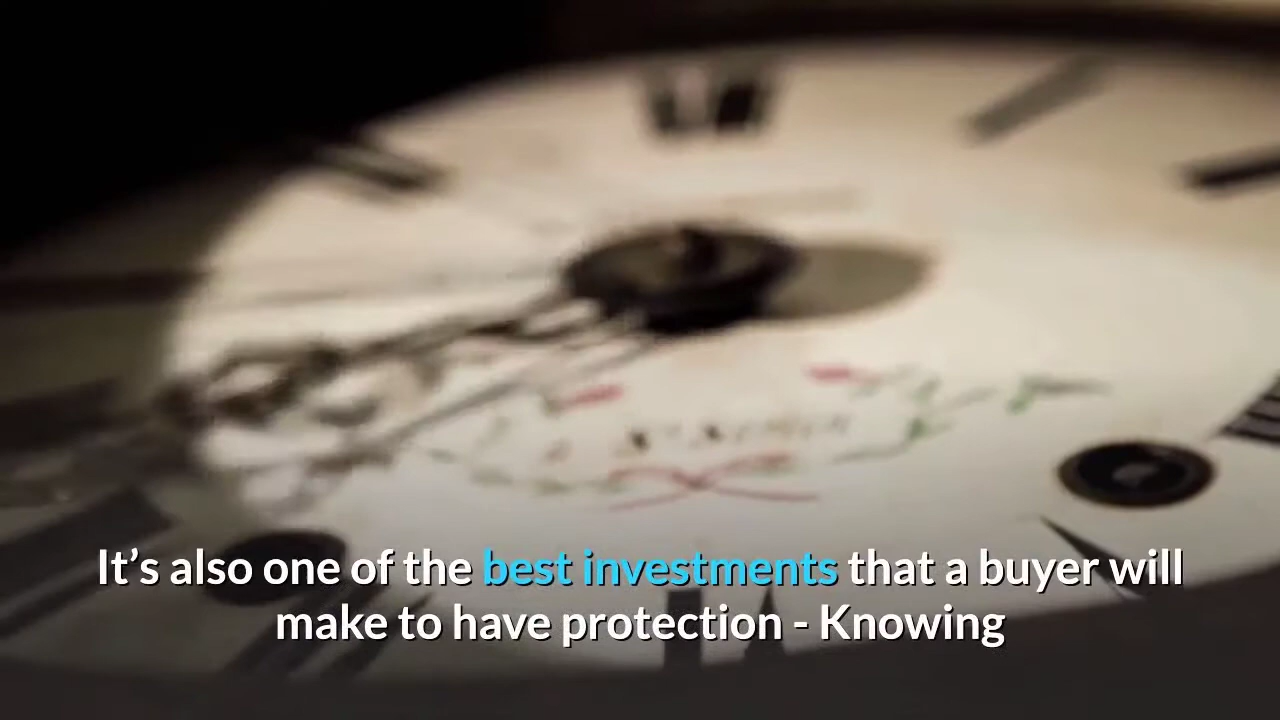 It’s also one of the best investments that a buyer will
make to have protection - Knowing